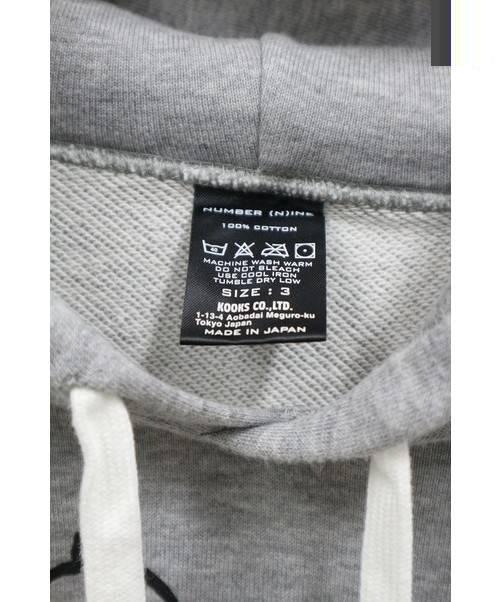 NUMBER (N)INE
100% COTTON
40
MACHINE WASH WARM
DO NOT BLEACH
USE COOL IRON
TUMBLE DRY LOW
SIZE : 3
KOOKS CO.,LTD.
1-13-4 Aobadai Meguro-ku
Tokyo Japan
MADE IN JAPAN